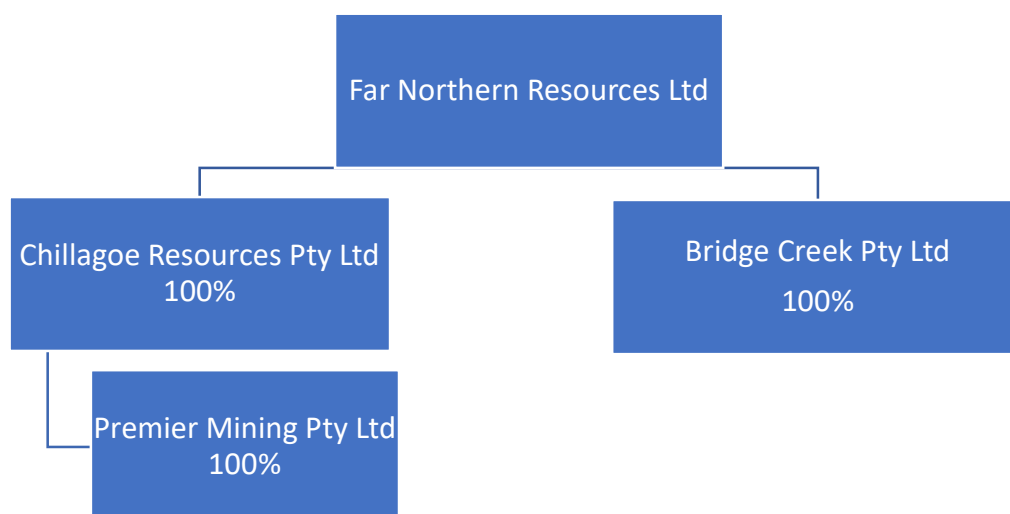 Far Northern Resources Ltd
Chillagoe Resources Pty Ltd
100%
Bridge Creek Pty Ltd
100%
Premier Mining Pty Ltd
100%